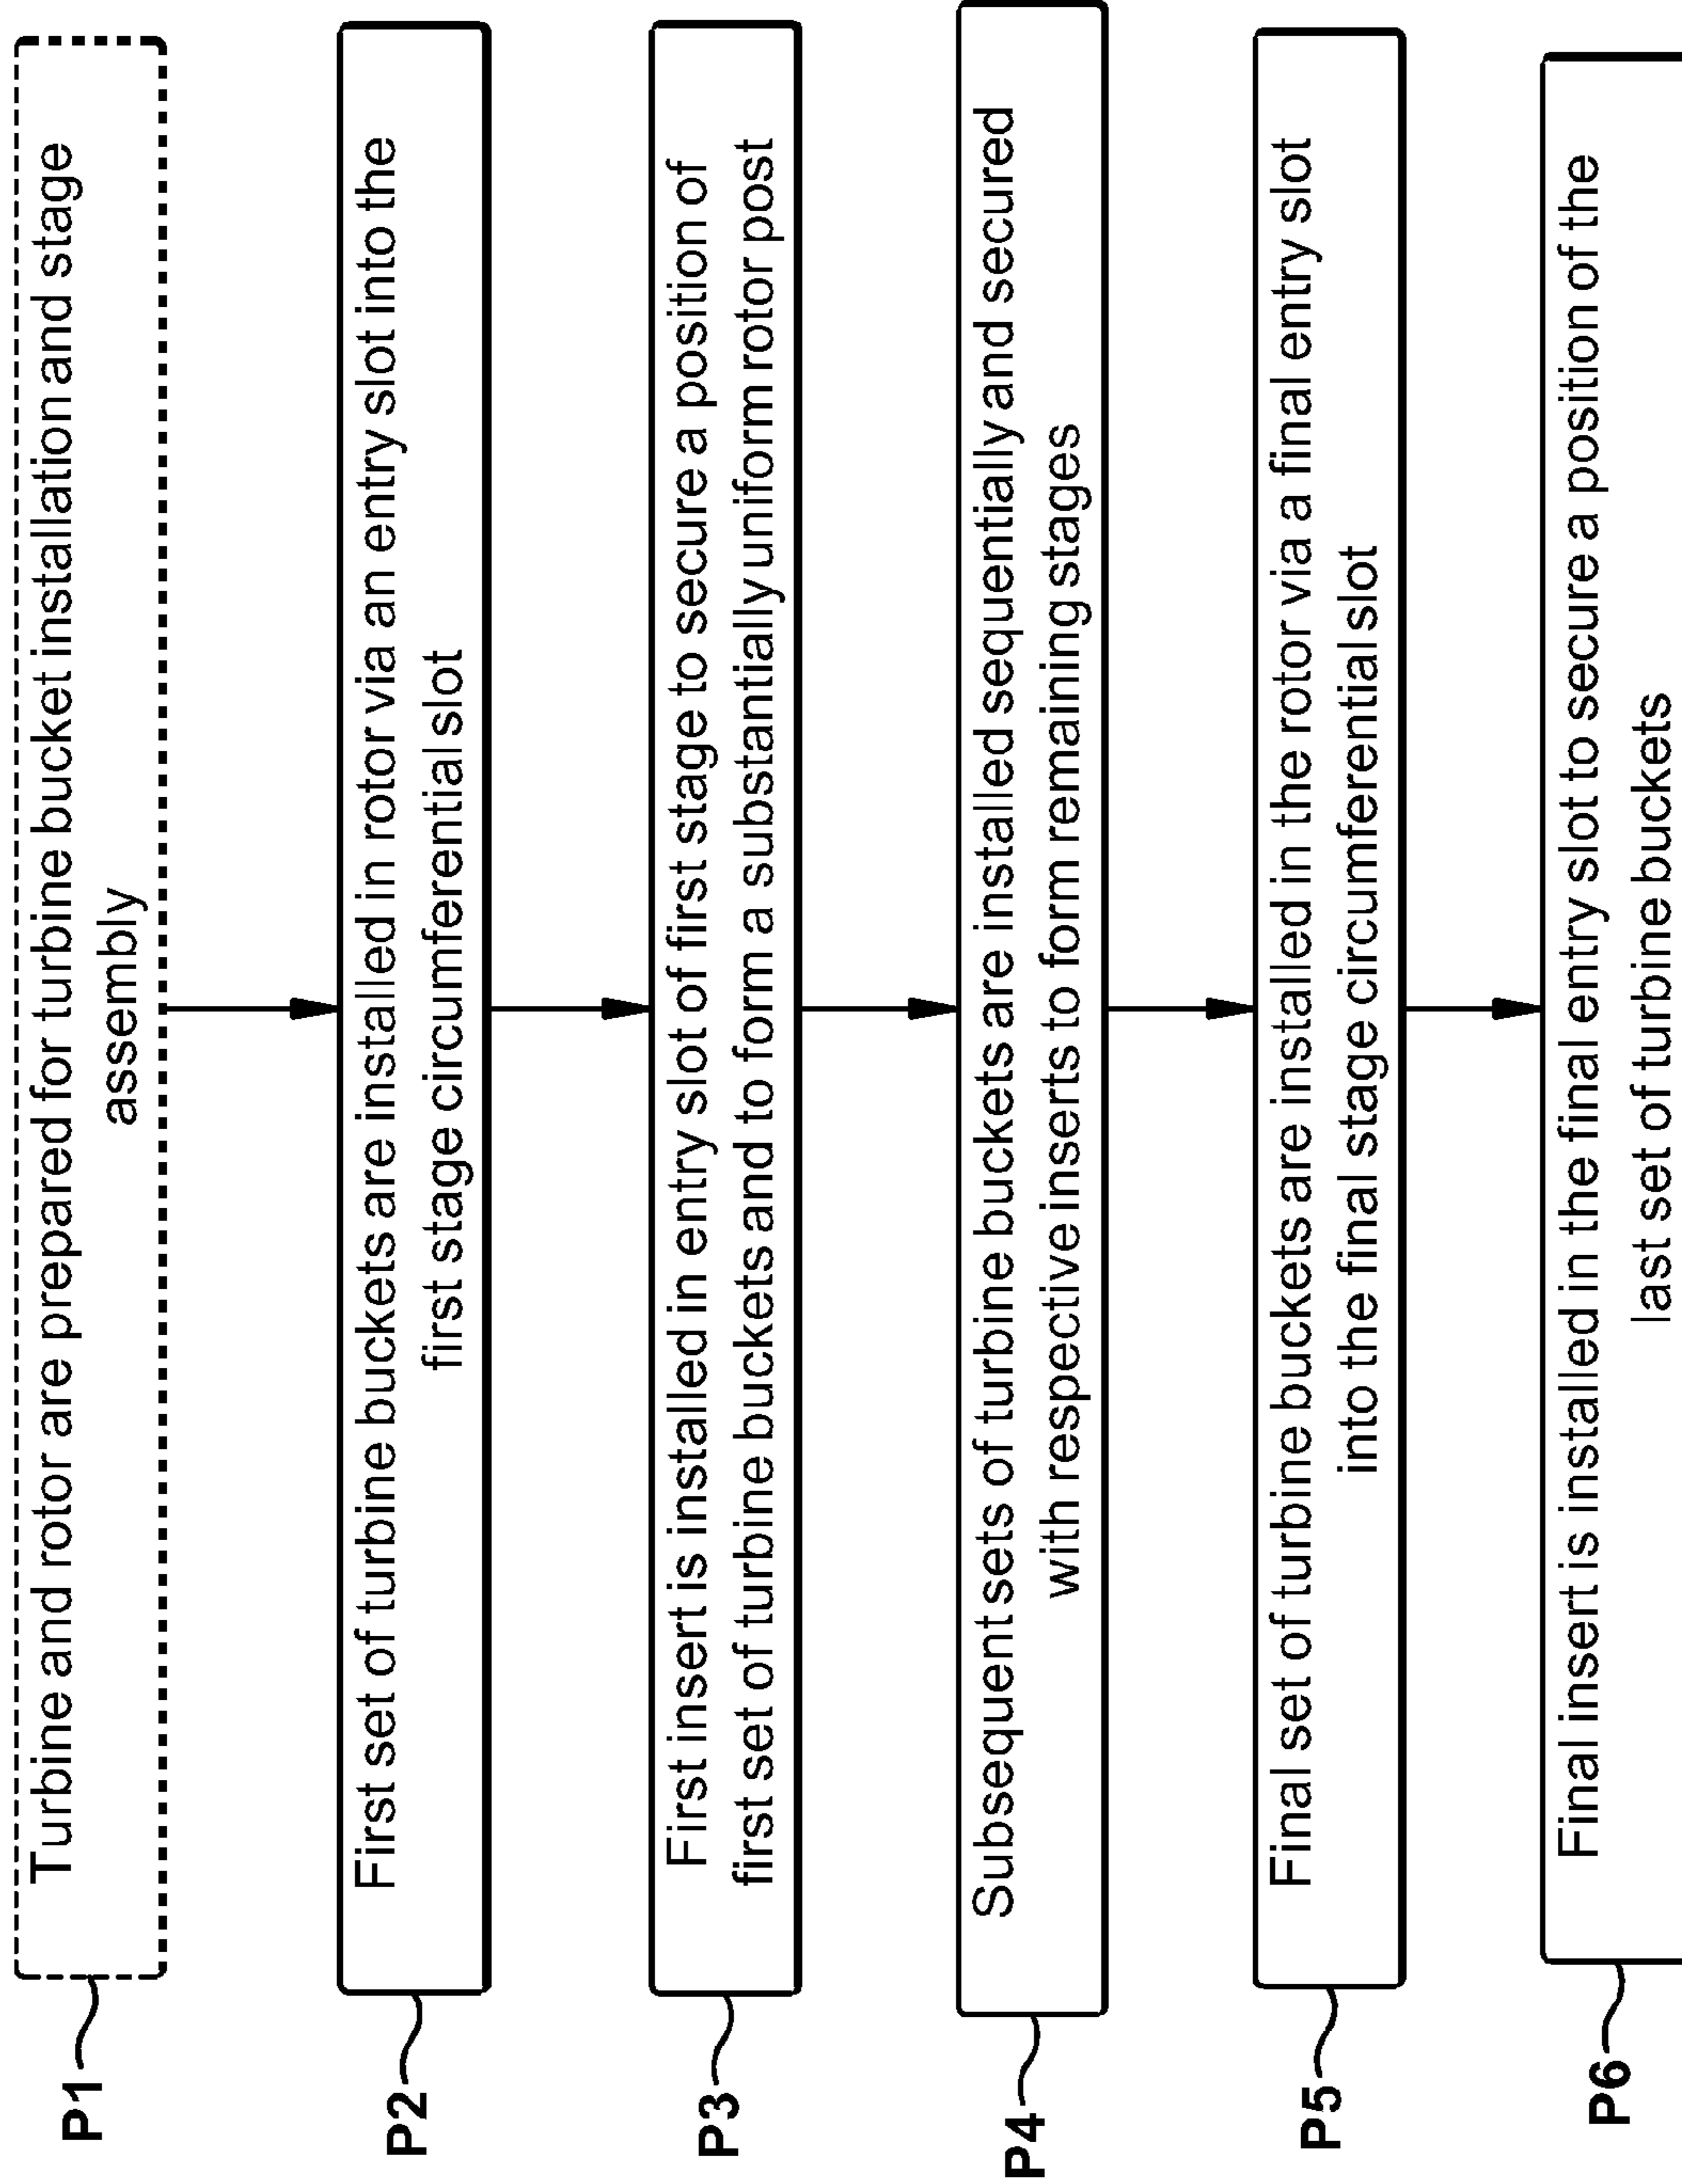 P1
Turbine and rotor are prepared for turbine bucket installation and stage
assembly
P2
First set of turbine buckets are installed in rotor via an entry slot into the
first stage circumferential slot
P3
First insert is installed in entry slot of first stage to secure a position of
first set of turbine buckets and to form a substantially uniform rotor post
P4
Subsequent sets of turbine buckets are installed sequentially and secured
with respective inserts to form remaining stages
P5
Final set of turbine buckets are installed in the rotor via a final entry slot
into the final stage circumferential slot
P6
Final insert is installed in the final entry slot to secure a position of the
last set of turbine buckets